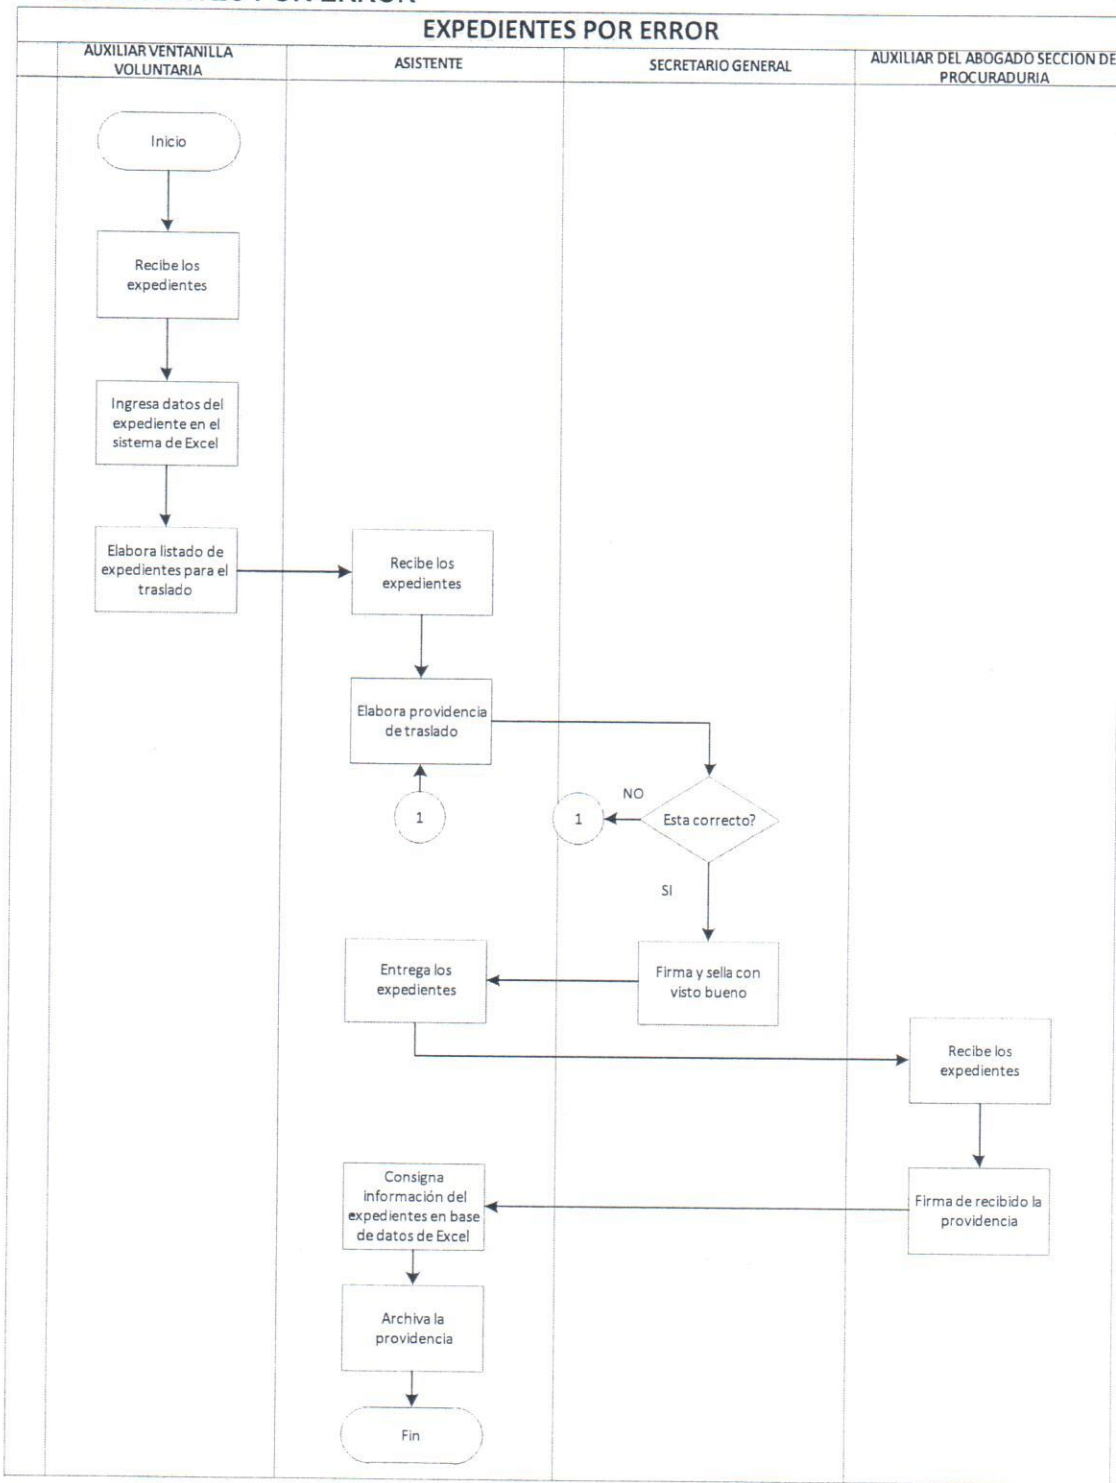 EXPEDIENTES POR ERROR
AUXILIAR VENTANILLA
VOLUNTARIA
ASISTENTE
SECRETARIO GENERAL
AUXILIAR DEL ABOGADO SECCION DE
PROCURADURIA
Inicio
Recibe los
expedientes
Ingresa datos del
expediente en el
sistema de Excel
Elabora listado de
expedientes para el
traslado
Recibe los
expedientes
Elabora providencia
de traslado
1
NO
1
Esta correcto?
SI
Firma y sella con
visto bueno
Entrega los
expedientes
Recibe los
expedientes
Firma de recibido la
providencia
Consigna
información del
expedientes en base
de datos de Excel
Archiva la
providencia
Fin